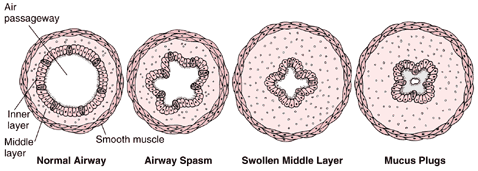 Air
passageway
Inner
layer
Middle
layer
Smooth muscle
Normal Airway
Airway Spasm
Swollen Middle Layer
Mucus Plugs